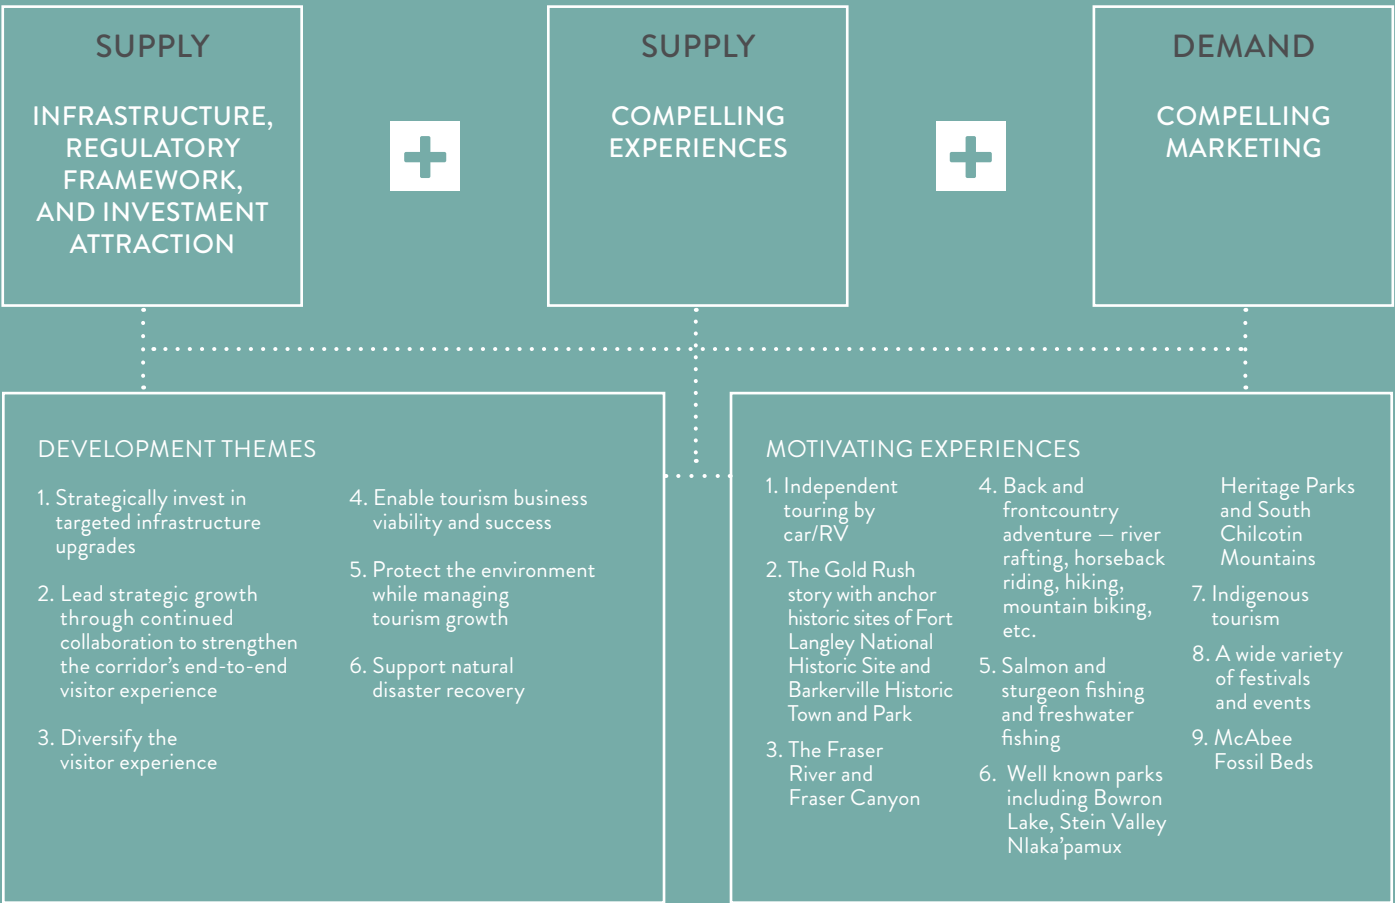 SUPPLY
INFRASTRUCTURE,
REGULATORY
FRAMEWORK,
AND INVESTMENT
ATTRACTION
SUPPLY
COMPELLING
EXPERIENCES
DEMAND
COMPELLING
MARKETING
DEVELOPMENT THEMES
1. Strategically invest in
targeted infrastructure
upgrades
2. Lead strategic growth
through continued
collaboration to strengthen
the corridor’s end-to-end
visitor experience
3. Diversify the
visitor experience
4. Enable tourism business
viability and success
5. Protect the environment
while managing
tourism growth
6. Support natural
disaster recovery
MOTIVATING EXPERIENCES
1. Independent
touring by
car/RV
2. The Gold Rush
story with anchor
historic sites of Fort
Langley National
Historic Site and
Barkerville Historic
Town and Park
3. The Fraser
River and
Fraser Canyon
4. Back and
frontcountry
adventure — river
rafting, horseback
riding, hiking,
mountain biking,
etc.
5. Salmon and
sturgeon fishing
and freshwater
fishing
6. Well known parks
including Bowron
Lake, Stein Valley
Nlaka’pamux
Heritage Parks
and South
Chilcotin
Mountains
7. Indigenous
tourism
8. A wide variety
of festivals
and events
9. McAbee
Fossil Beds